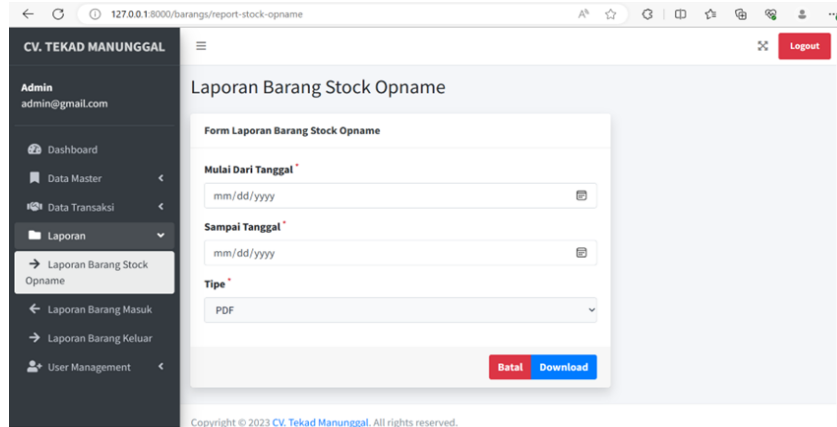 127.0.0.1:8000/barangs/report-stock-opname
CV. TEKAD MANUNGGAL
Logout
Admin
admin@gmail.com
Dashboard
Data Master
Data Transaksi
Laporan
Laporan Barang Stock
Opname
Laporan Barang Masuk
Laporan Barang Keluar
User Management
Laporan Barang Stock Opname
Form Laporan Barang Stock Opname
Mulai Dari Tanggal *
mm/dd/yyyy
Sampai Tanggal *
mm/dd/yyyy
Tipe *
PDF
Batal Download
Copyright © 2023 CV. Tekad Manunggal. All rights reserved.